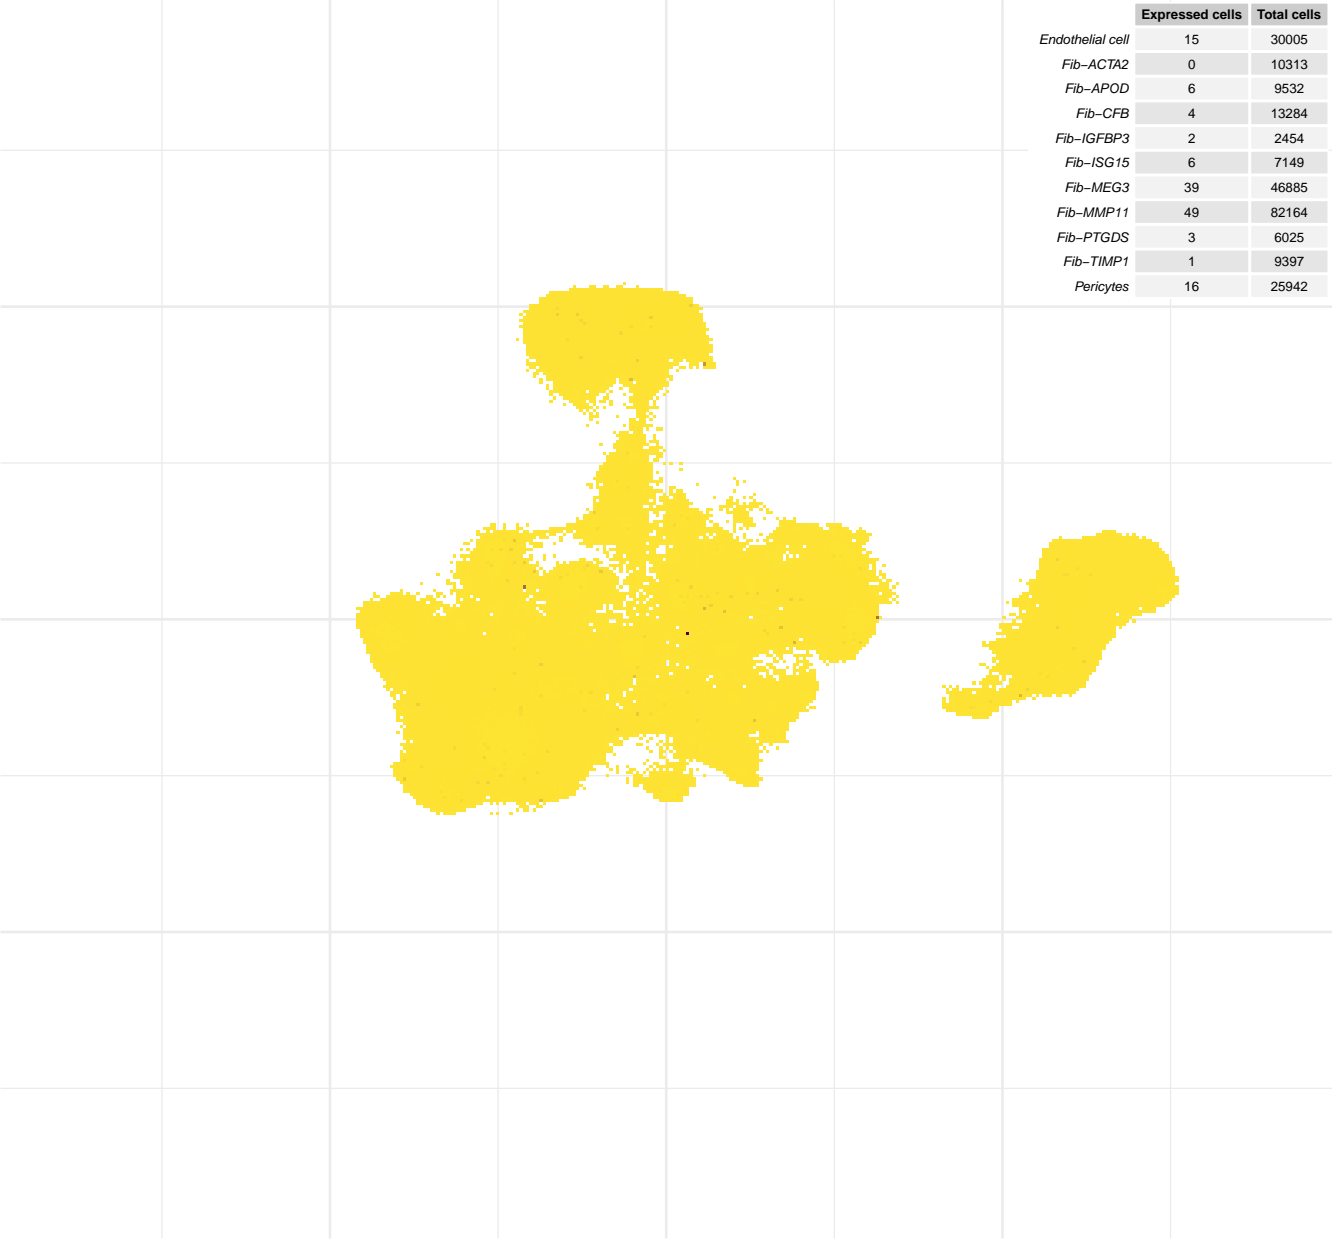 Expressed cells Total cells
Endothelial cell 15 30005
Fib−ACTA2 0 10313
Fib−APOD 6 9532
Fib−CFB 4 13284
Fib−IGFBP3 2 2454
Fib−ISG15 6 7149
Fib−MEG3 39 46885
Fib−MMP11 49 82164
Fib−PTGDS 3 6025
Fib−TIMP1 1 9397
Pericytes 16 25942